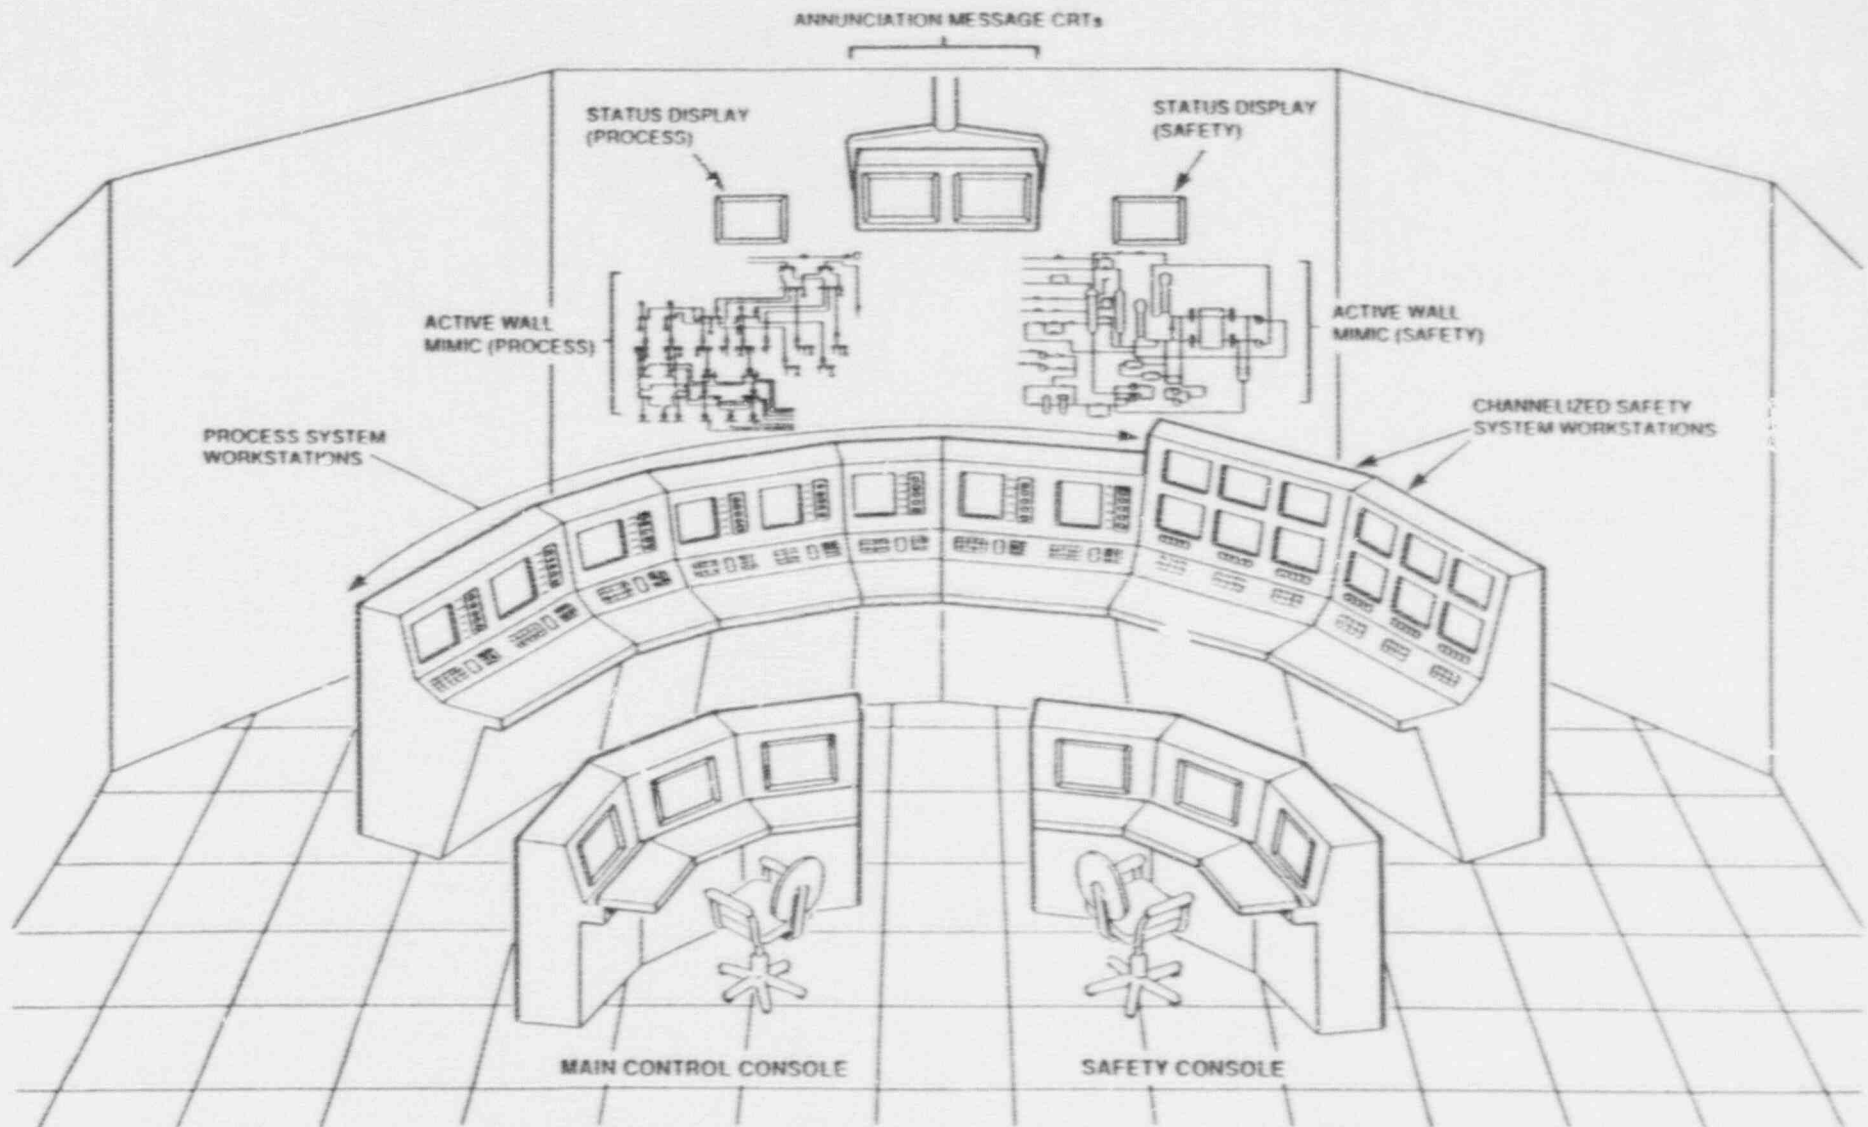 ANNUNCIATION MESSAGE CRTs
STATUS DISPLAY
(PROCESS)
STATUS DISPLAY
(SAFETY)
ACTIVE WALL
MIMIC (PROCESS)
ACTIVE WALL
MIMIC (SAFETY)
PROCESS SYSTEM
WORKSTATIONS
CHANNELIZED SAFETY
SYSTEM WORKSTATIONS
MAIN CONTROL CONSOLE
SAFETY CONSOLE